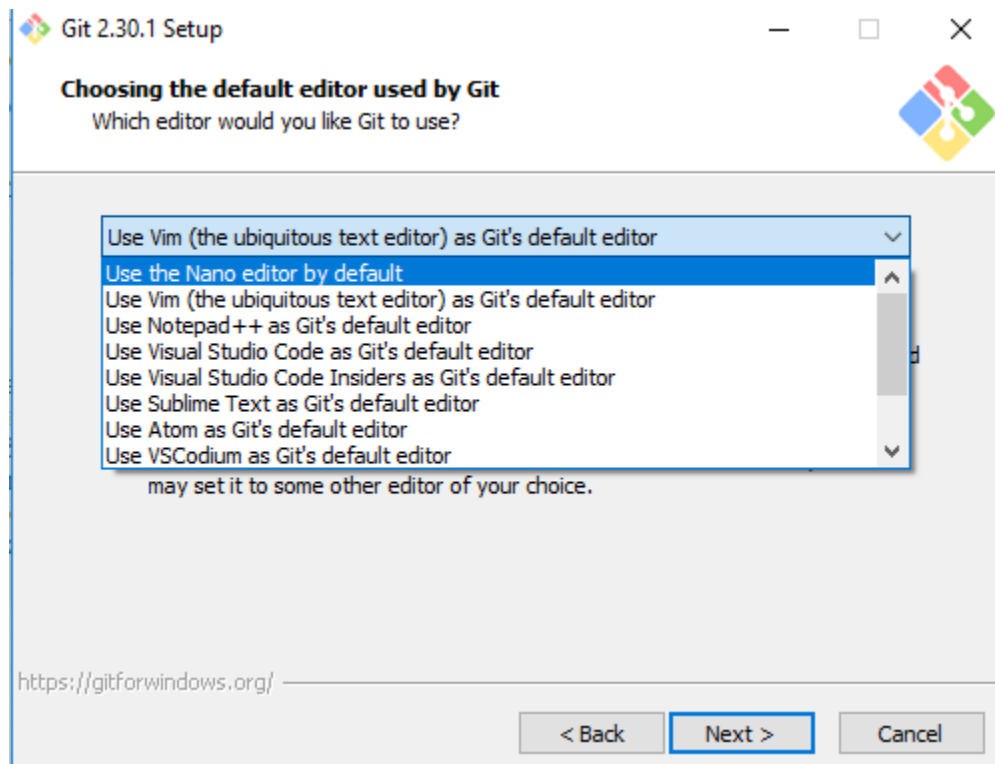 Git 2.30.1 Setup
Choosing the default editor used by Git
Which editor would you like Git to use?
Use Vim (the ubiquitous text editor) as Git's default editor
Use the Nano editor by default
Use Vim (the ubiquitous text editor) as Git's default editor
Use Notepad++ as Git's default editor
Use Visual Studio Code as Git's default editor
Use Visual Studio Code Insiders as Git's default editor
Use Sublime Text as Git's default editor
Use Atom as Git's default editor
Use VSCodium as Git's default editor
may set it to some other editor of your choice.
https://gitforwindows.org/
< Back
Next >
Cancel